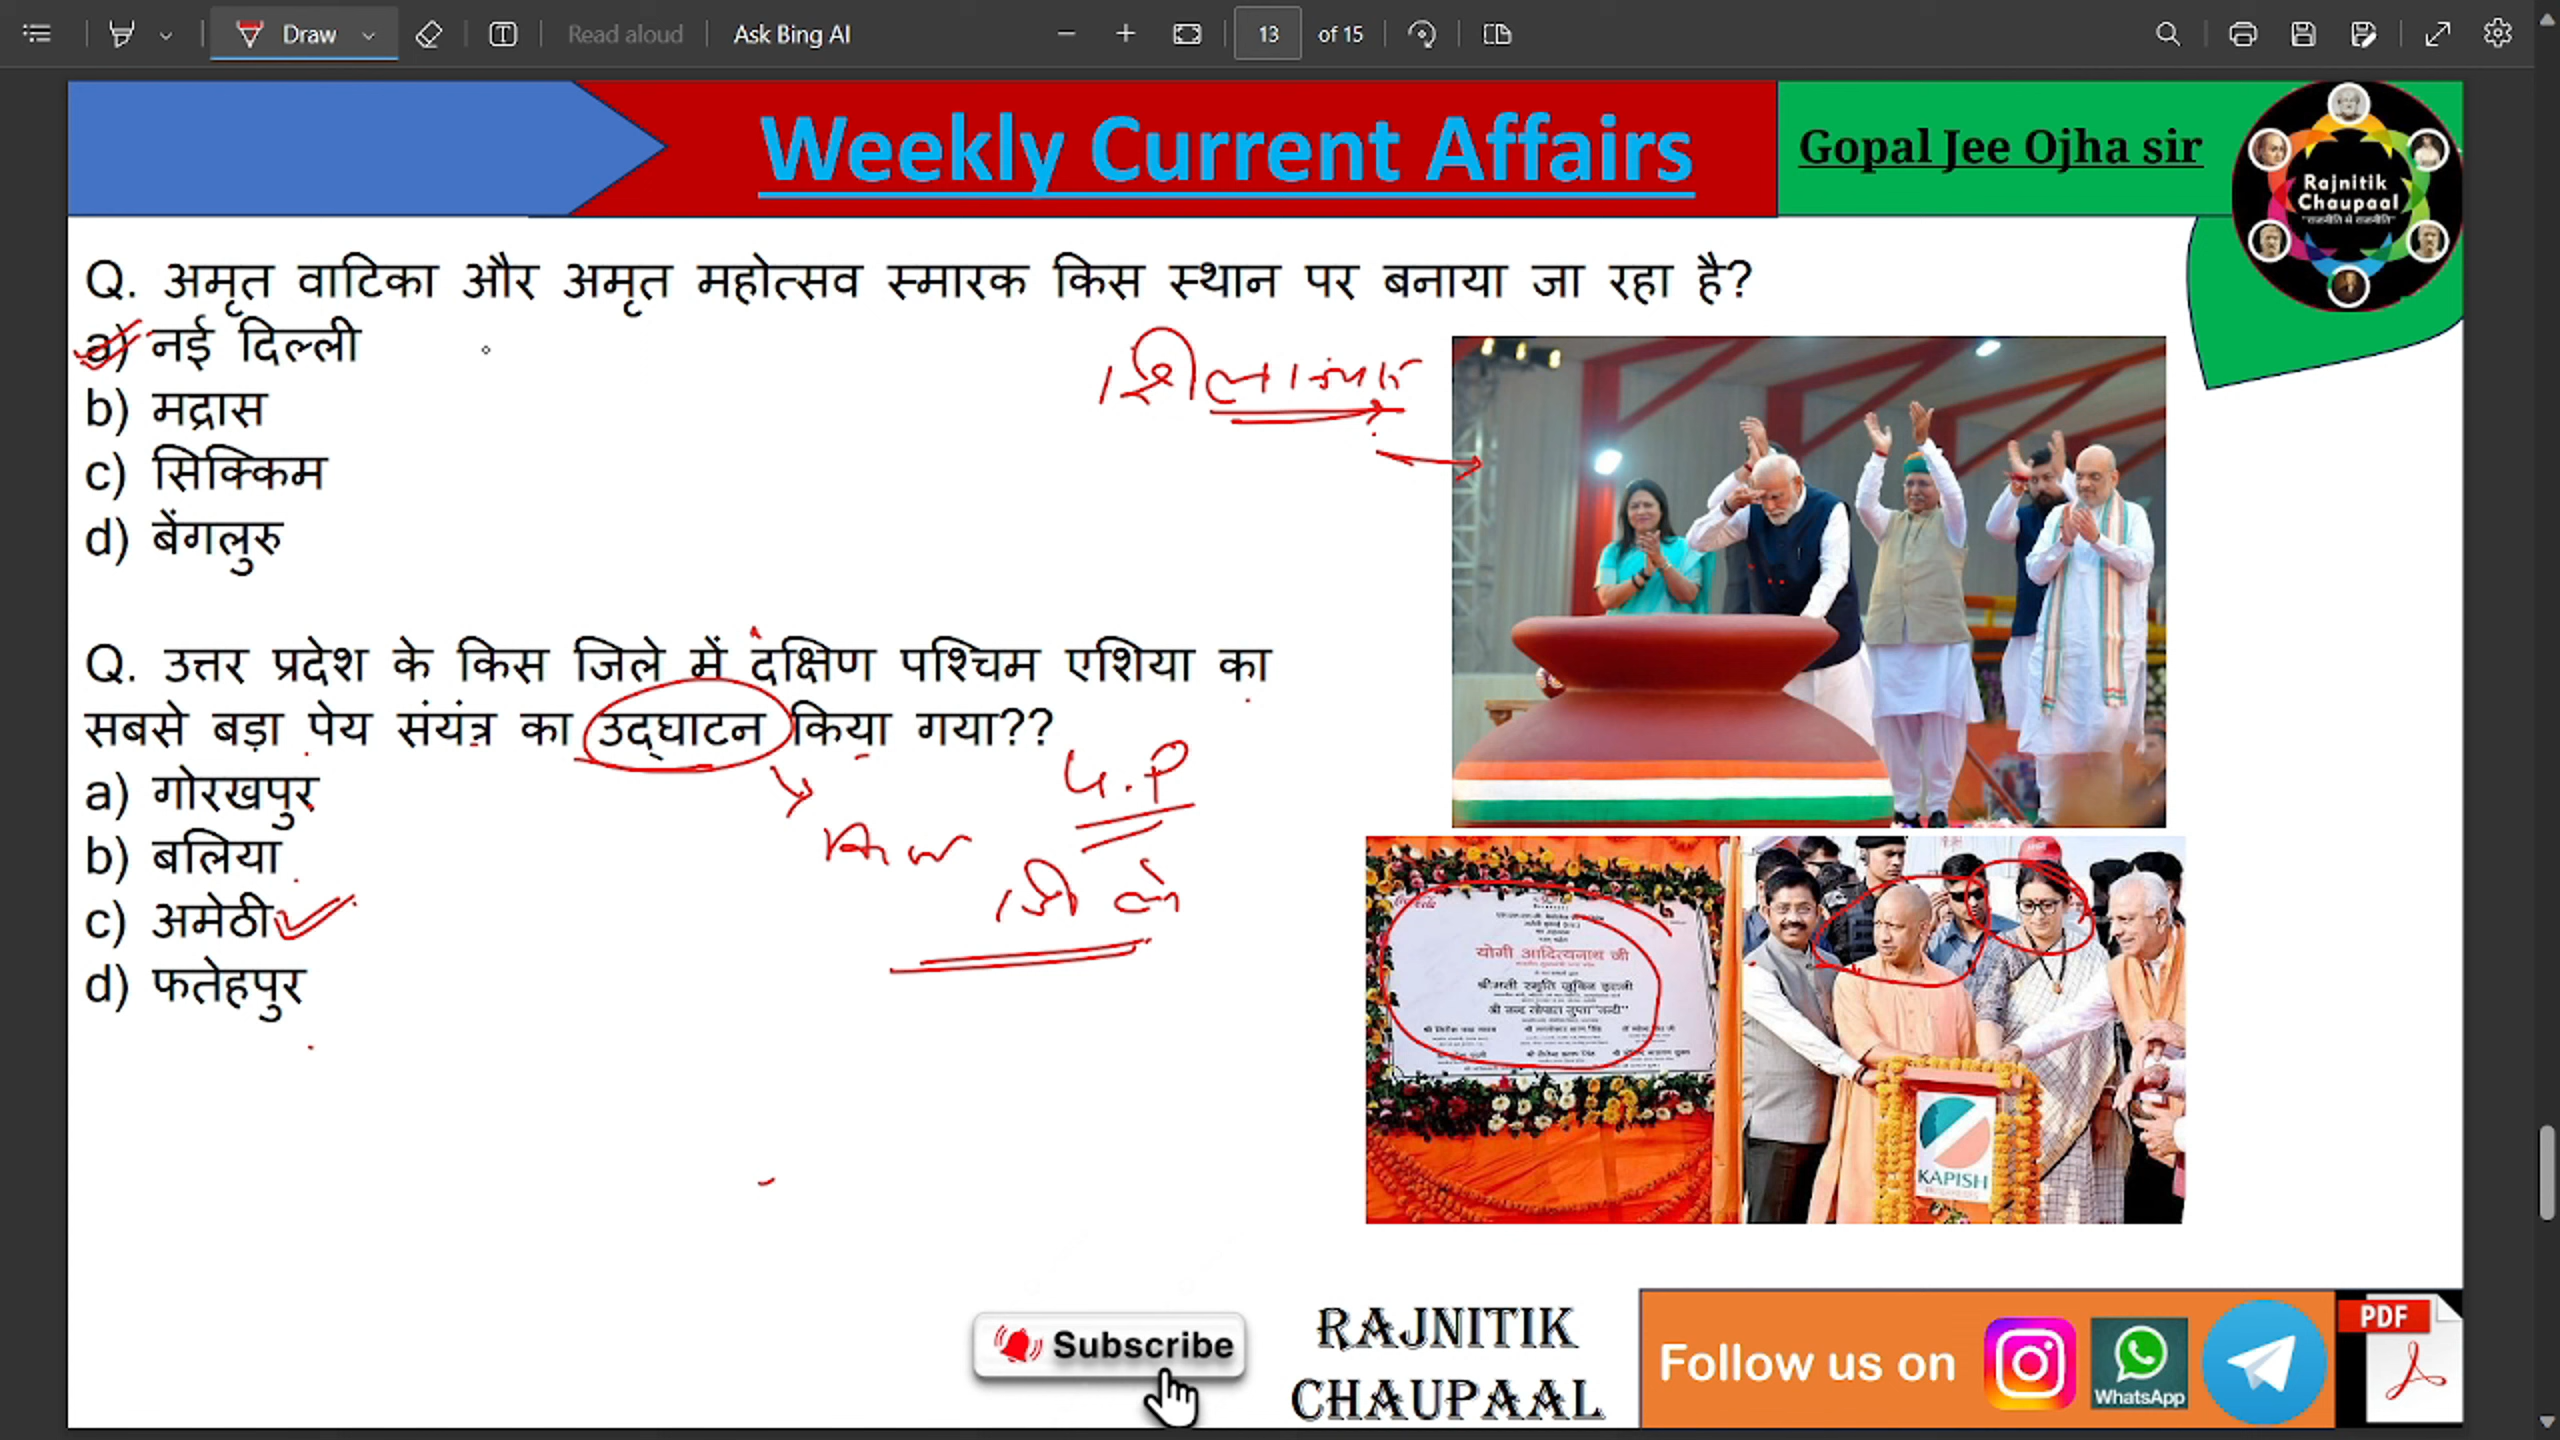 Draw
Read aloud
Ask Bing AI
13 of 15
Weekly Current Affairs
Gopal Jee Ojha sir
Rajnitik
Chaupaal
Q. अमृत वाटिका और अमृत महोत्सव स्मारक किस स्थान पर बनाया जा रहा है?
a) नई दिल्ली
b) मद्रास
c) सिक्किम
d) बेंगलुरु
Q. उत्तर प्रदेश के किस जिले में दक्षिण पश्चिम एशिया का
सबसे बड़ा पेय संयंत्र का उद्घाटन किया गया??
a) गोरखपुर
b) बलिया
c) अमेठी
d) फतेहपुर
U.P
योगी आदित्यनाथ जी
KAPISH
Subscribe
RAJNITIK
CHAUPAAL
Follow us on
WhatsApp
PDF